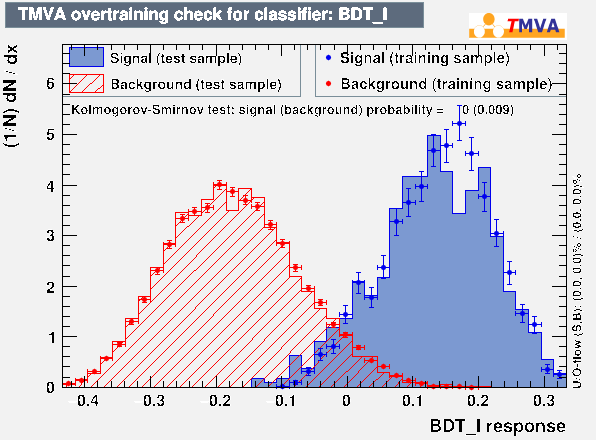 TMVA overtraining check for classifier: BDT_I
TMVA
Signal (test sample)
Signal (training sample)
Background (test sample)
Background (training sample)
Kolmogorov-Smirnov test: signal (background) probability = T0 (0.009)
(1/N) dN / dx
0
1
2
3
4
5
6
−0.4
−0.3
−0.2
−0.1
0
0.1
0.2
0.3
BDT_I response
U/O-flow (S,B): (0.0, 0.0)% / (0.0, 0.0)%